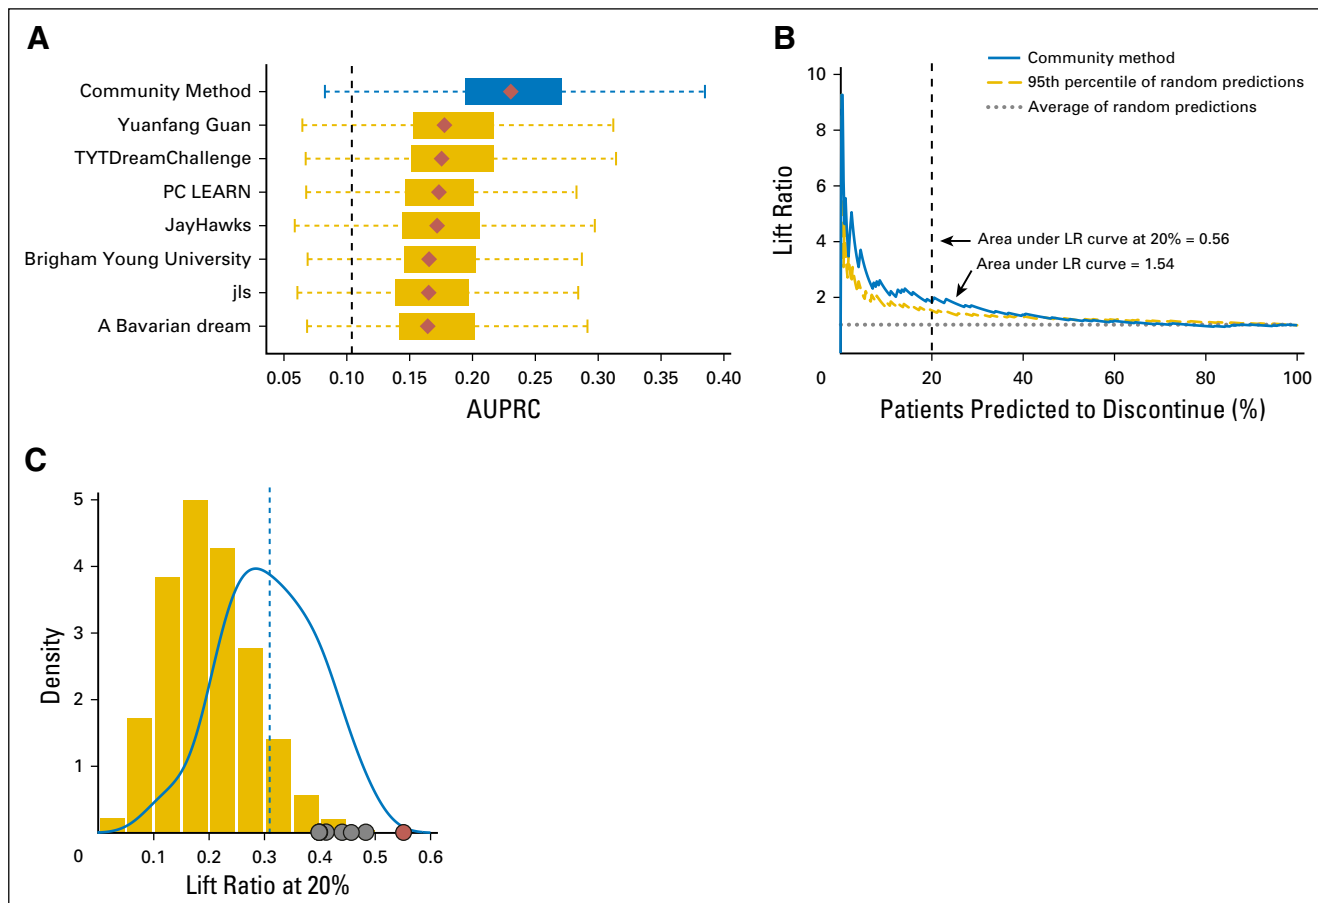 A
Community Method
Yuanfang Guan
TYTDreamChallenge
PC LEARN
JayHawks
Brigham Young University
jls
A Bavarian dream
0.05 0.10 0.15 0.20 0.25 0.30 0.35 0.40
AUPRC
B
Community method
95th percentile of random predictions
Average of random predictions
10
8
6
4
2
Lift Ratio
Area under LR curve at 20% = 0.56
Area under LR curve = 1.54
0 20 40 60 80 100
Patients Predicted to Discontinue (%)
C
5
4
3
2
1
Density
0 0.1 0.2 0.3 0.4 0.5 0.6
Lift Ratio at 20%